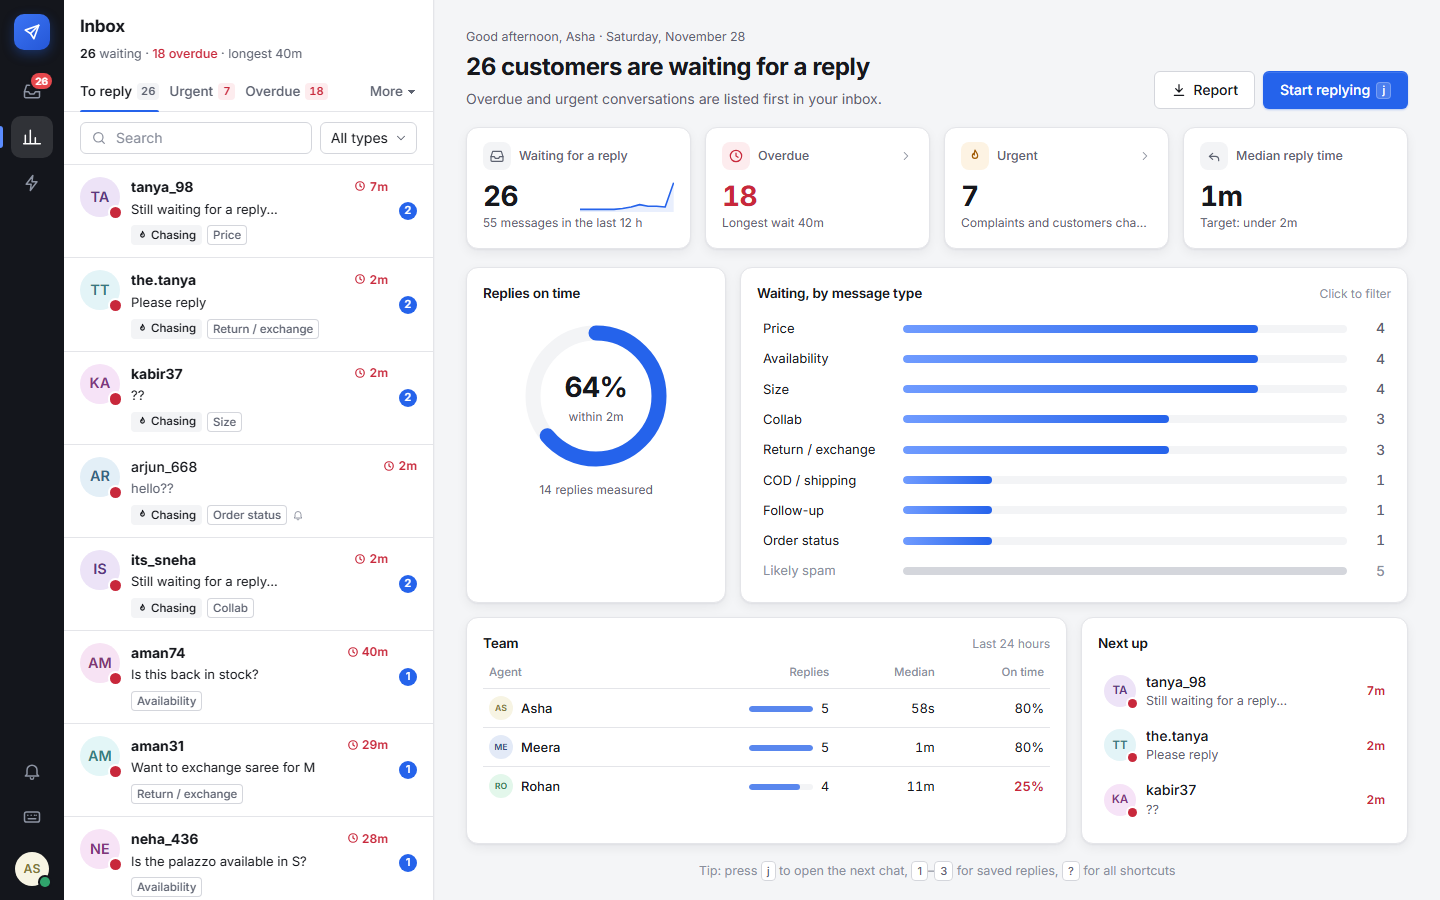 26
AS
Inbox
26 waiting · 18 overdue · longest 40m
To reply 26 Urgent 7 Overdue 18 More
Search All types
TA tanya_98 7m
Still waiting for a reply... 2
Chasing Price
TT the.tanya 2m
Please reply 2
Chasing Return / exchange
KA kabir37 2m
?? 2
Chasing Size
AR arjun_668 2m
hello??
Chasing Order status
IS its_sneha 2m
Still waiting for a reply... 2
Chasing Collab
AM aman74 40m
Is this back in stock? 1
Availability
AM aman31 29m
Want to exchange saree for M 1
Return / exchange
NE neha_436 28m
Is the palazzo available in S? 1
Availability
Good afternoon, Asha · Saturday, November 28
26 customers are waiting for a reply
Overdue and urgent conversations are listed first in your inbox.
Report Start replying j
Waiting for a reply
26
55 messages in the last 12 h
Overdue
18
Longest wait 40m
Urgent
7
Complaints and customers cha...
Median reply time
1m
Target: under 2m
Replies on time
64%
within 2m
14 replies measured
Waiting, by message type Click to filter
Price 4
Availability 4
Size 4
Collab 3
Return / exchange 3
COD / shipping 1
Follow-up 1
Order status 1
Likely spam 5
Team Last 24 hours
Agent Replies Median On time
AS Asha 5 58s 80%
ME Meera 5 1m 80%
RO Rohan 4 11m 25%
Next up
TA tanya_98 7m
Still waiting for a reply...
TT the.tanya 2m
Please reply
KA kabir37 2m
??
Tip: press j to open the next chat, 1–3 for saved replies, ? for all shortcuts